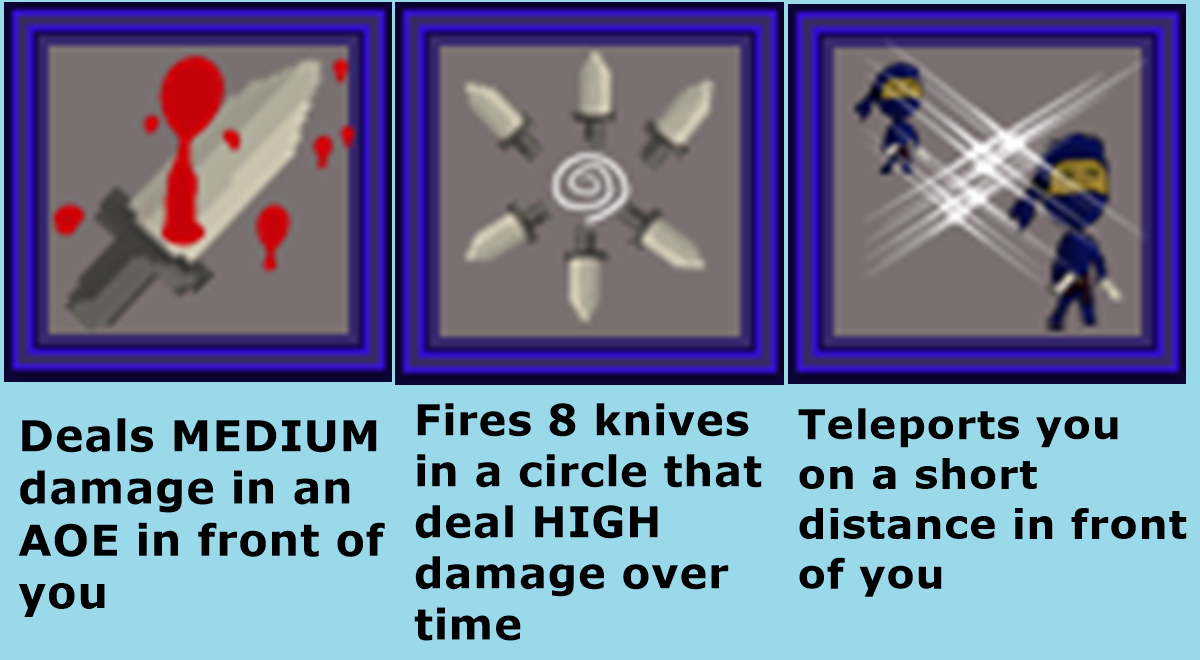 Deals MEDIUM
damage in an
AOE in front of
you
Fires 8 knives
in a circle that
deal HIGH
damage over
time
Teleports you
on a short
distance in front
of you